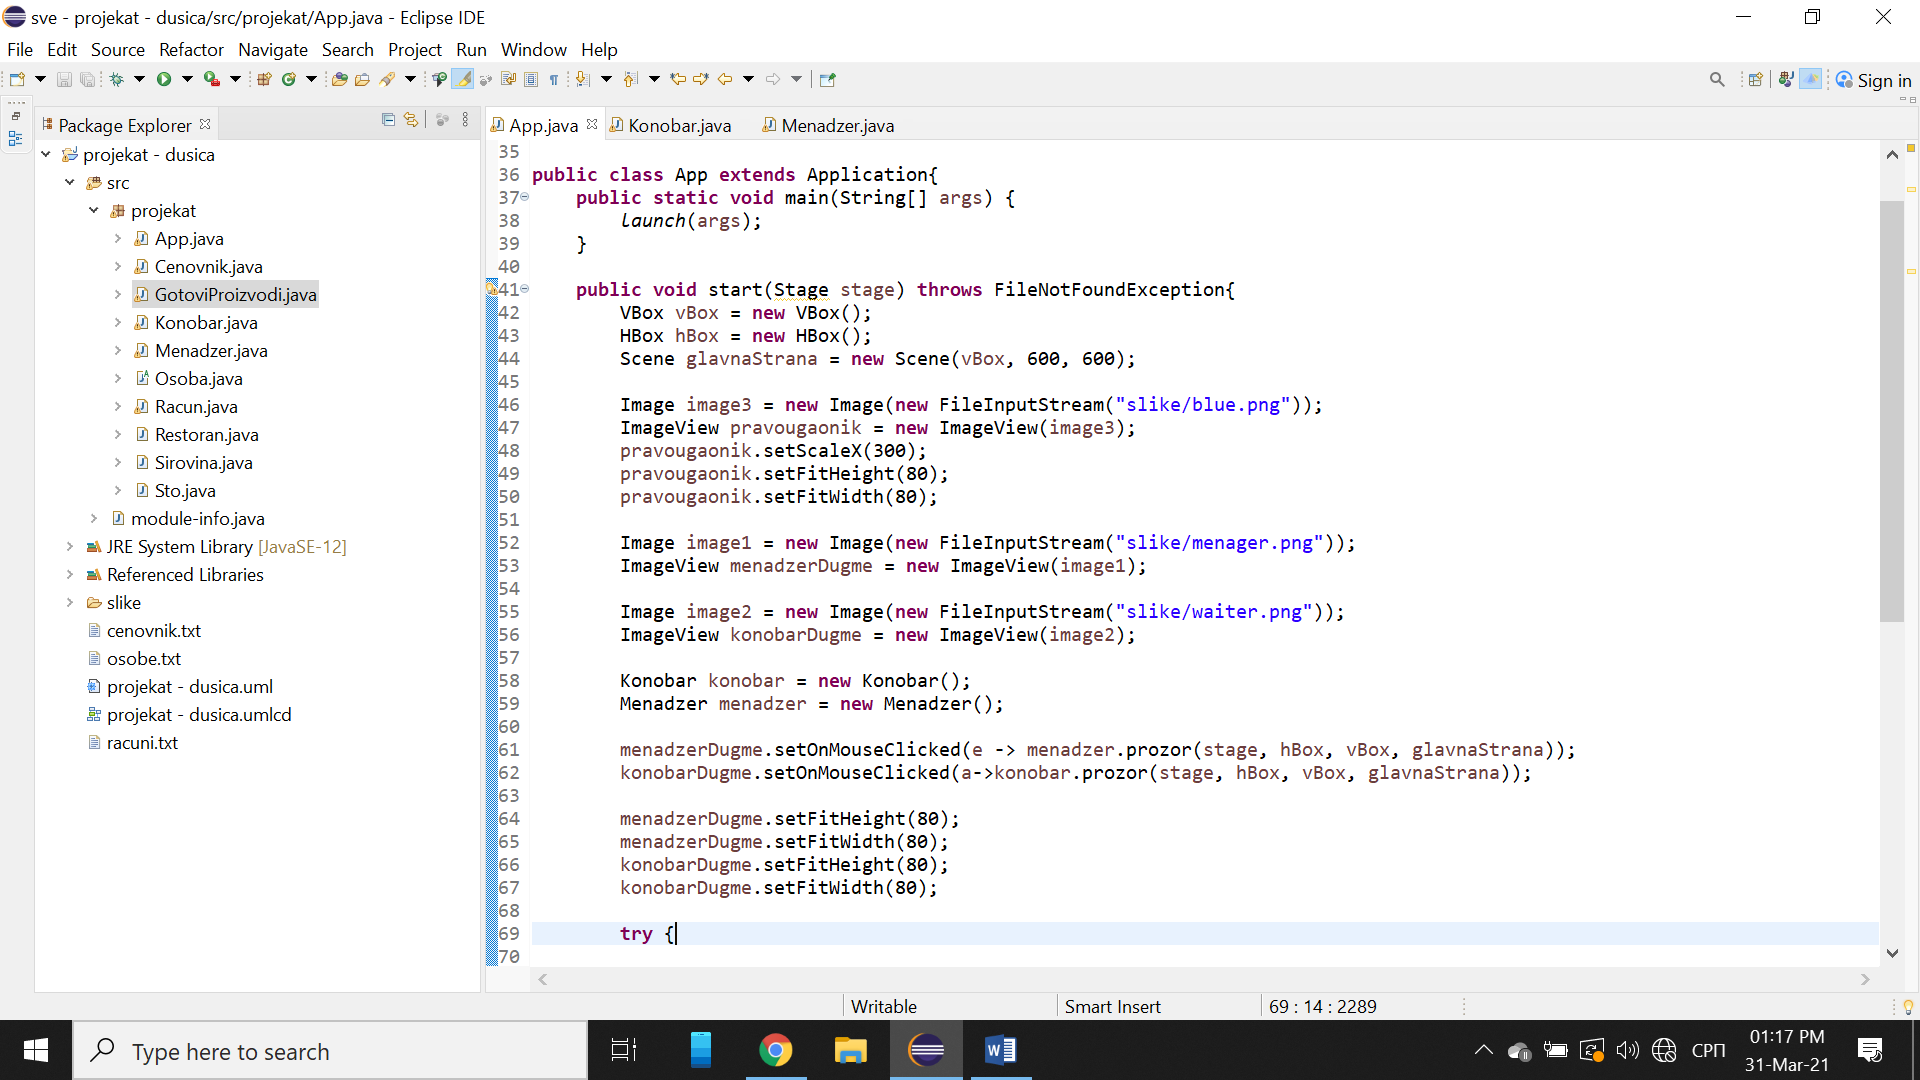 sve - projekat - dusica/src/projekat/App.java - Eclipse IDE
File Edit Source Refactor Navigate Search Project Run Window Help
Sign in
Package Explorer
projekat - dusica
src
projekat
App.java
Cenovnik.java
GotoviProizvodi.java
Konobar.java
Menadzer.java
Osoba.java
Racun.java
Restoran.java
Sirovina.java
Sto.java
module-info.java
JRE System Library [JavaSE-12]
Referenced Libraries
slike
cenovnik.txt
osobe.txt
projekat - dusica.uml
projekat - dusica.umlcd
racuni.txt
App.java Konobar.java Menadzer.java
35
36 public class App extends Application{
37 public static void main(String[] args) {
38 launch(args);
39 }
40
41 public void start(Stage stage) throws FileNotFoundException{
42 VBox vBox = new VBox();
43 HBox hBox = new HBox();
44 Scene glavnaStrana = new Scene(vBox, 600, 600);
45
46 Image image3 = new Image(new FileInputStream("slike/blue.png"));
47 ImageView pravougaonik = new ImageView(image3);
48 pravougaonik.setScaleX(300);
49 pravougaonik.setFitHeight(80);
50 pravougaonik.setFitWidth(80);
51
52 Image image1 = new Image(new FileInputStream("slike/menager.png"));
53 ImageView menadzerDugme = new ImageView(image1);
54
55 Image image2 = new Image(new FileInputStream("slike/waiter.png"));
56 ImageView konobarDugme = new ImageView(image2);
57
58 Konobar konobar = new Konobar();
59 Menadzer menadzer = new Menadzer();
60
61 menadzerDugme.setOnMouseClicked(e -> menadzer.prozor(stage, hBox, vBox, glavnaStrana));
62 konobarDugme.setOnMouseClicked(a->konobar.prozor(stage, hBox, vBox, glavnaStrana));
63
64 menadzerDugme.setFitHeight(80);
65 menadzerDugme.setFitWidth(80);
66 konobarDugme.setFitHeight(80);
67 konobarDugme.setFitWidth(80);
68
69 try {
70
Writable Smart Insert 69 : 14 : 2289
Type here to search
СРП
01:17 PM
31-Mar-21